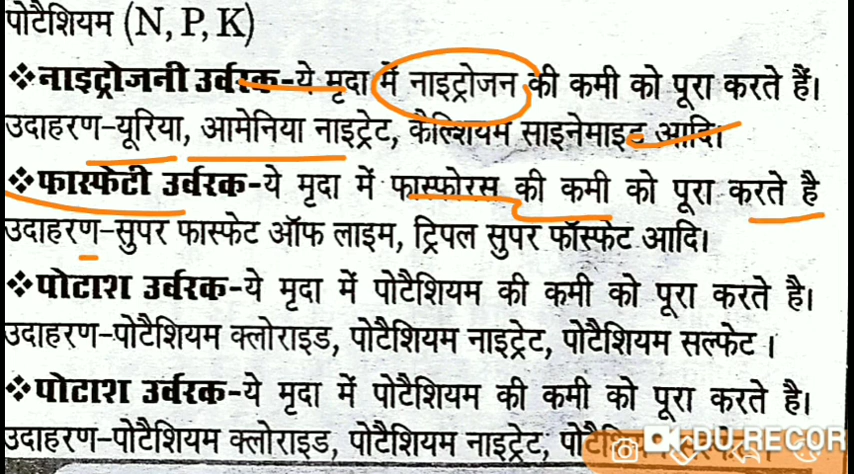 पोटैशियम (N, P, K)
❖नाइट्रोजनी उर्वरक-ये मृदा में नाइट्रोजन की कमी को पूरा करते हैं।
उदाहरण-यूरिया, आमेनिया नाइट्रेट, कैल्शियम साइनेमाइट आदि।
❖फास्फेटी उर्वरक-ये मृदा में फास्फोरस की कमी को पूरा करते है
उदाहरण-सुपर फास्फेट ऑफ लाइम, ट्रिपल सुपर फॉस्फेट आदि।
❖पोटाश उर्वरक-ये मृदा में पोटैशियम की कमी को पूरा करते है।
उदाहरण-पोटैशियम क्लोराइड, पोटैशियम नाइट्रेट, पोटैशियम सल्फेट ।
❖पोटाश उर्वरक-ये मृदा में पोटैशियम की कमी को पूरा करते है।
उदाहरण-पोटैशियम क्लोराइड, पोटैशियम नाइट्रेट,
DU RECOR